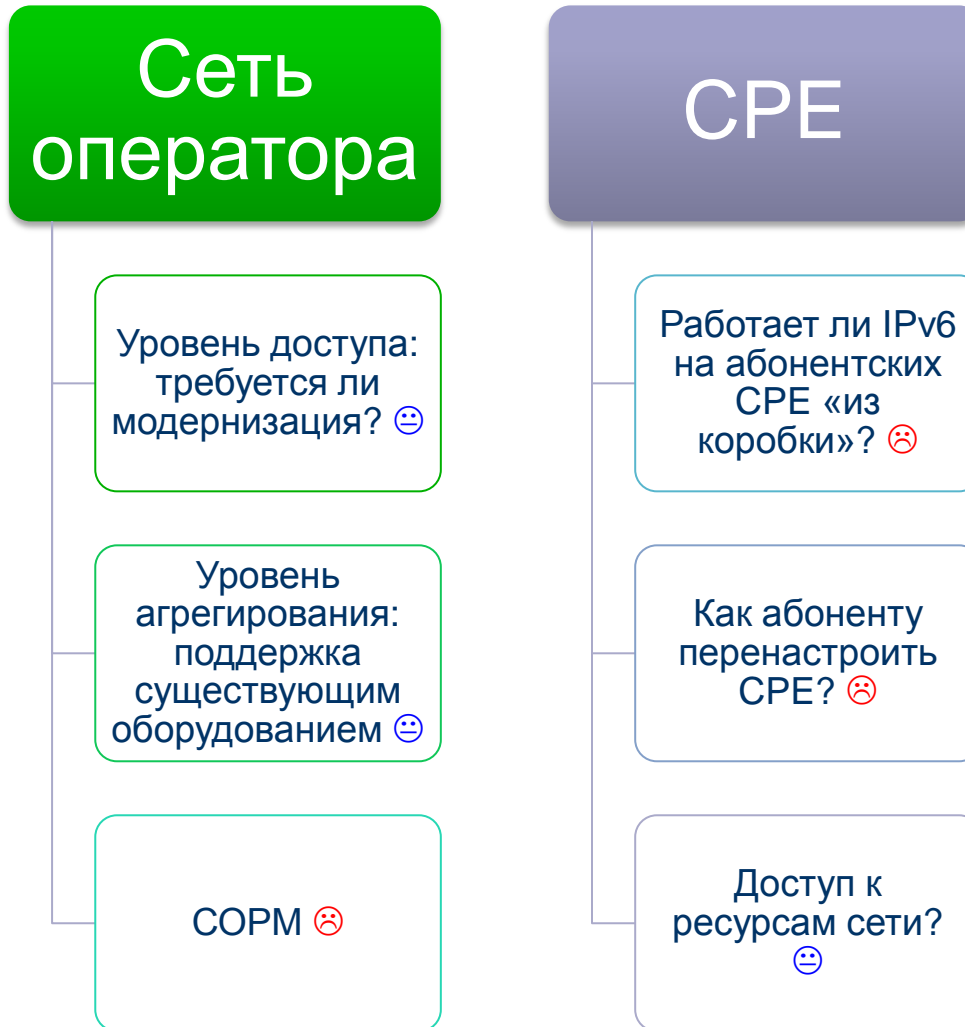 Сеть
оператора
Уровень доступа:
требуется ли
модернизация? 😐
Уровень
агрегирования:
поддержка
существующим
оборудованием 😐
СОРМ ☹
CPE
Работает ли IPv6
на абонентских
CPE «из
коробки»? ☹
Как абоненту
перенастроить
CPE? ☹
Доступ к
ресурсам сети?
😐